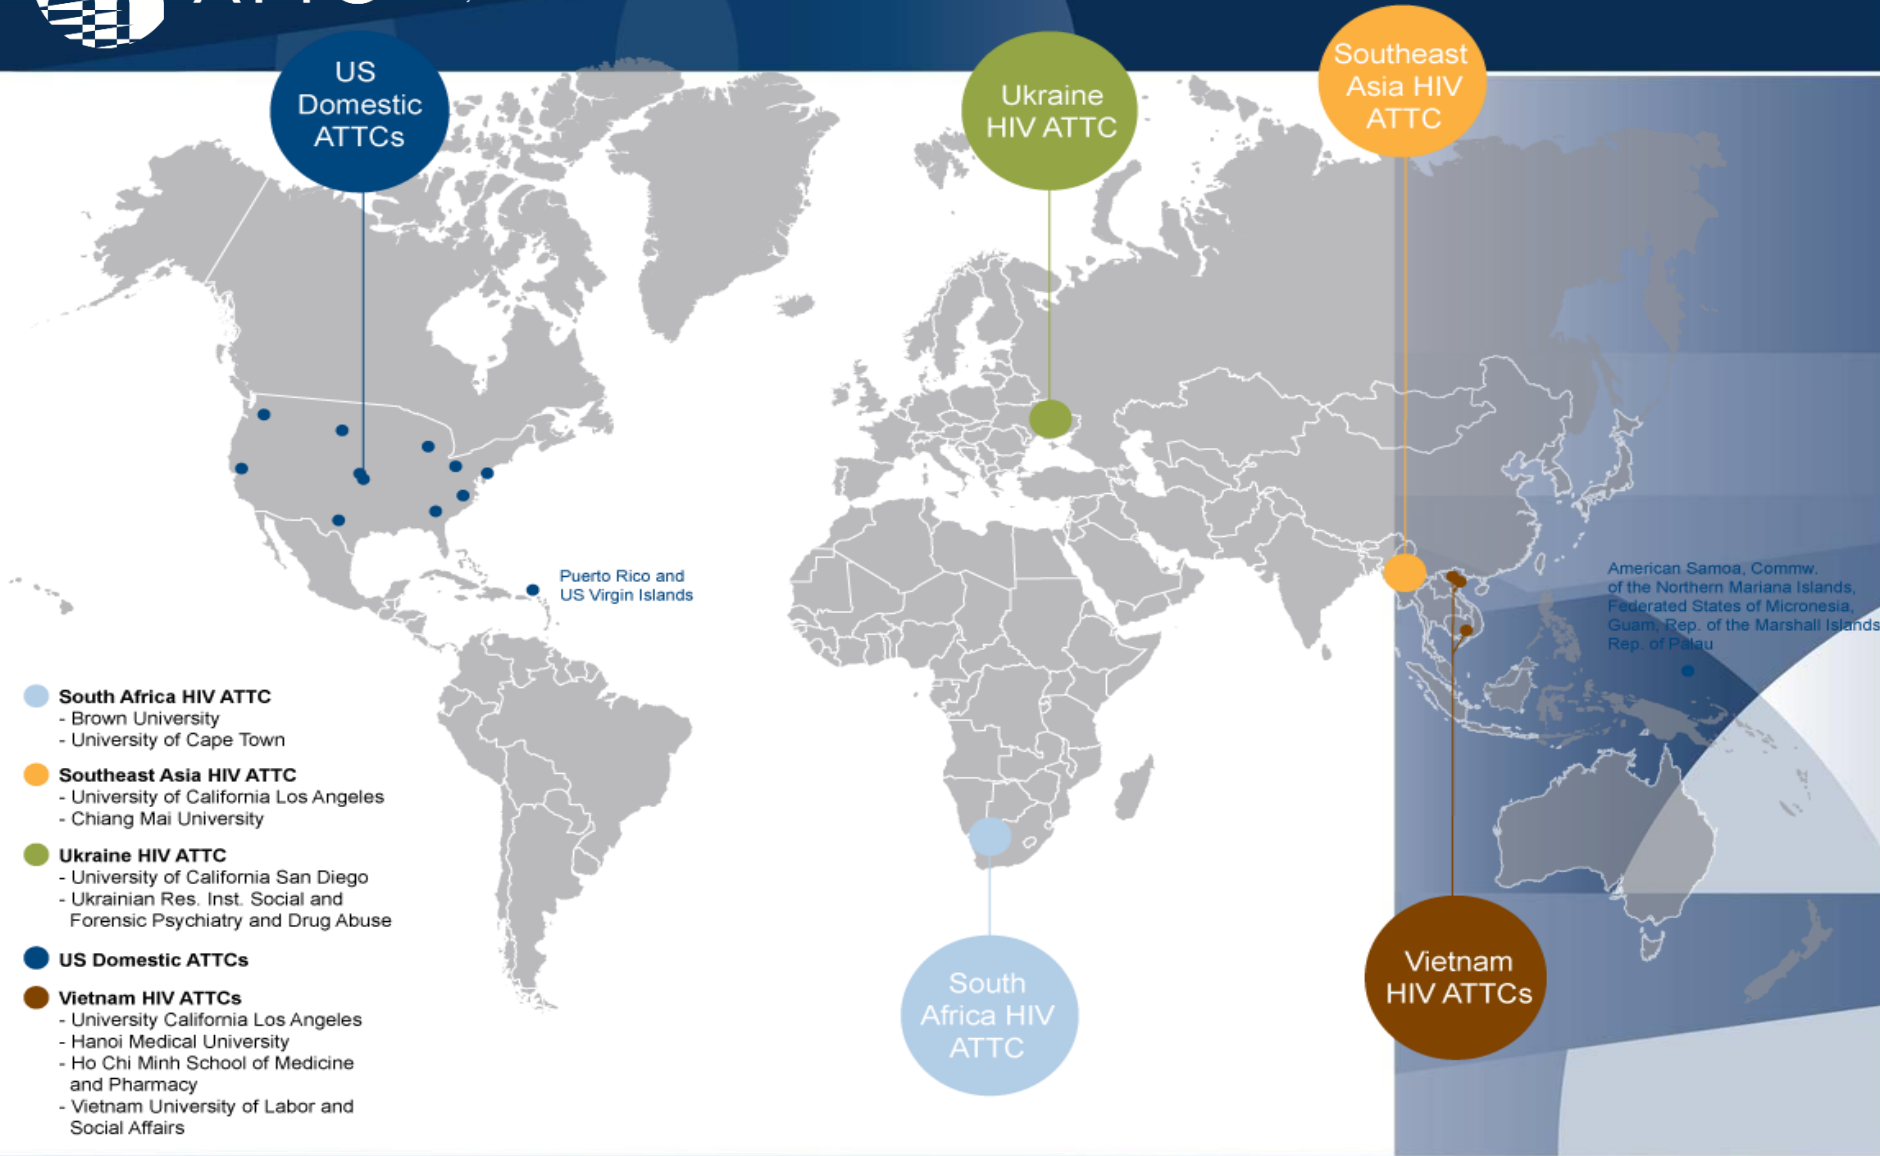 US
Domestic
ATTCs
Ukraine
HIV ATTC
Southeast
Asia HIV
ATTC
Puerto Rico and
US Virgin Islands
American Samoa, Commw.
of the Northern Mariana Islands,
Federated States of Micronesia,
Guam, Rep. of the Marshall Islands
Rep. of Palau
South Africa HIV ATTC
- Brown University
- University of Cape Town
Southeast Asia HIV ATTC
- University of California Los Angeles
- Chiang Mai University
Ukraine HIV ATTC
- University of California San Diego
- Ukrainian Res. Inst. Social and
Forensic Psychiatry and Drug Abuse
US Domestic ATTCs
Vietnam HIV ATTCs
- University California Los Angeles
- Hanoi Medical University
- Ho Chi Minh School of Medicine
and Pharmacy
- Vietnam University of Labor and
Social Affairs
South
Africa HIV
ATTC
Vietnam
HIV ATTCs